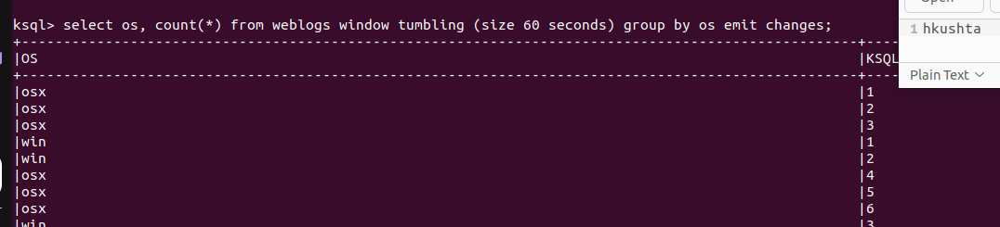 Open
1 hkushta
Plain Text
ksql> select os, count(*) from weblogs window tumbling (size 60 seconds) group by os emit changes;
+----------------------------------------------------------------------------------------------------+----
|OS |KSQL
+----------------------------------------------------------------------------------------------------+----
|osx |1
|osx |2
|osx |3
|win |1
|win |2
|osx |4
|osx |5
|osx |6
|win |3